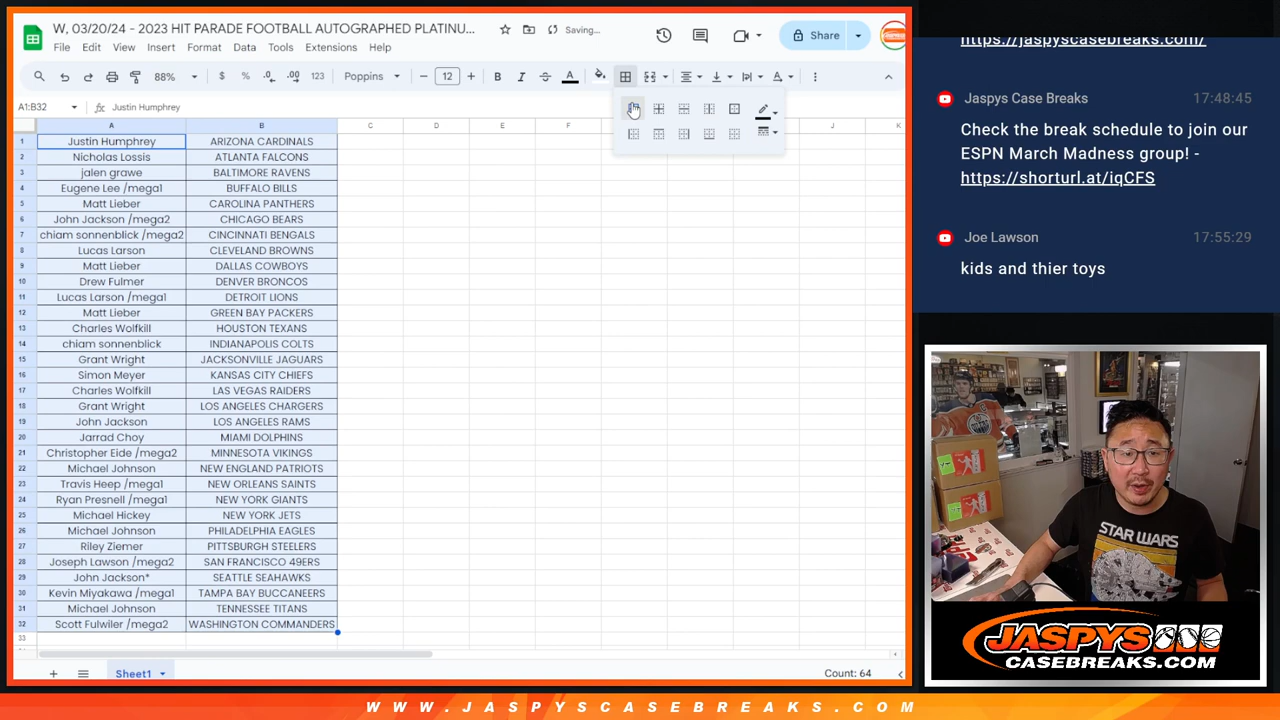 W, 03/20/24 - 2023 HIT PARADE FOOTBALL AUTOGRAPHED PLATINU...
Saving...
Share
File Edit View Insert Format Data Tools Extensions Help
88% $ % .0 .00 123 Poppins 12 B I A A
A1:B32 fx Justin Humphrey
A B C D E F J K
1 Justin Humphrey ARIZONA CARDINALS
2 Nicholas Lossis ATLANTA FALCONS
3 jalen grawe BALTIMORE RAVENS
4 Eugene Lee /mega1 BUFFALO BILLS
5 Matt Lieber CAROLINA PANTHERS
6 John Jackson /mega2 CHICAGO BEARS
7 chiam sonnenblick /mega2 CINCINNATI BENGALS
8 Lucas Larson CLEVELAND BROWNS
9 Matt Lieber DALLAS COWBOYS
10 Drew Fulmer DENVER BRONCOS
11 Lucas Larson /mega1 DETROIT LIONS
12 Matt Lieber GREEN BAY PACKERS
13 Charles Wolfkill HOUSTON TEXANS
14 chiam sonnenblick INDIANAPOLIS COLTS
15 Grant Wright JACKSONVILLE JAGUARS
16 Simon Meyer KANSAS CITY CHIEFS
17 Charles Wolfkill LAS VEGAS RAIDERS
18 Grant Wright LOS ANGELES CHARGERS
19 John Jackson LOS ANGELES RAMS
20 Jarrad Choy MIAMI DOLPHINS
21 Christopher Eide /mega2 MINNESOTA VIKINGS
22 Michael Johnson NEW ENGLAND PATRIOTS
23 Travis Heep /mega1 NEW ORLEANS SAINTS
24 Ryan Presnell /mega1 NEW YORK GIANTS
25 Michael Hickey NEW YORK JETS
26 Michael Johnson PHILADELPHIA EAGLES
27 Riley Ziemer PITTSBURGH STEELERS
28 Joseph Lawson /mega2 SAN FRANCISCO 49ERS
29 John Jackson* SEATTLE SEAHAWKS
30 Kevin Miyakawa /mega1 TAMPA BAY BUCCANEERS
31 Michael Johnson TENNESSEE TITANS
32 Scott Fulwiler /mega2 WASHINGTON COMMANDERS
33
Sheet1
Count: 64
https://jaspyscasebreaks.com/
Jaspys Case Breaks 17:48:45
Check the break schedule to join our
ESPN March Madness group! -
https://shorturl.at/iqCFS
Joe Lawson 17:55:29
kids and thier toys
STAR WARS
JASPYS
CASEBREAKS.COM
WWW.JASPYSCASEBREAKS.COM